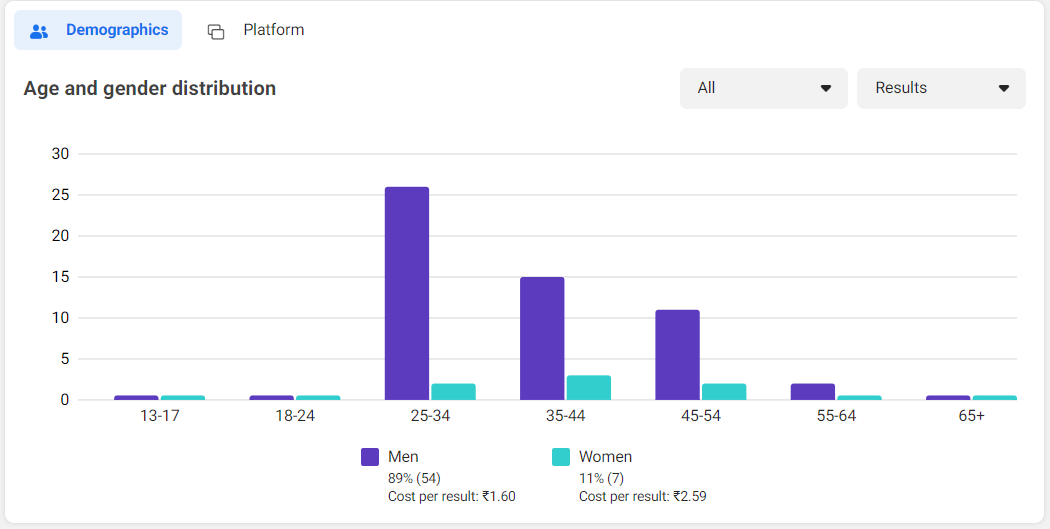 Demographics Platform
Age and gender distribution All Results
30
25
20
15
10
5
0
13-17 18-24 25-34 35-44 45-54 55-64 65+
Men Women
89% (54) 11% (7)
Cost per result: ₹1.60 Cost per result: ₹2.59